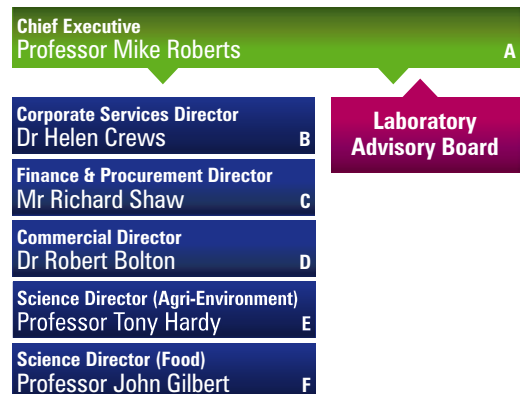 Chief Executive
Professor Mike Roberts A
Corporate Services Director
Dr Helen Crews B
Finance & Procurement Director
Mr Richard Shaw C
Commercial Director
Dr Robert Bolton D
Science Director (Agri-Environment)
Professor Tony Hardy E
Science Director (Food)
Professor John Gilbert F
Laboratory
Advisory Board